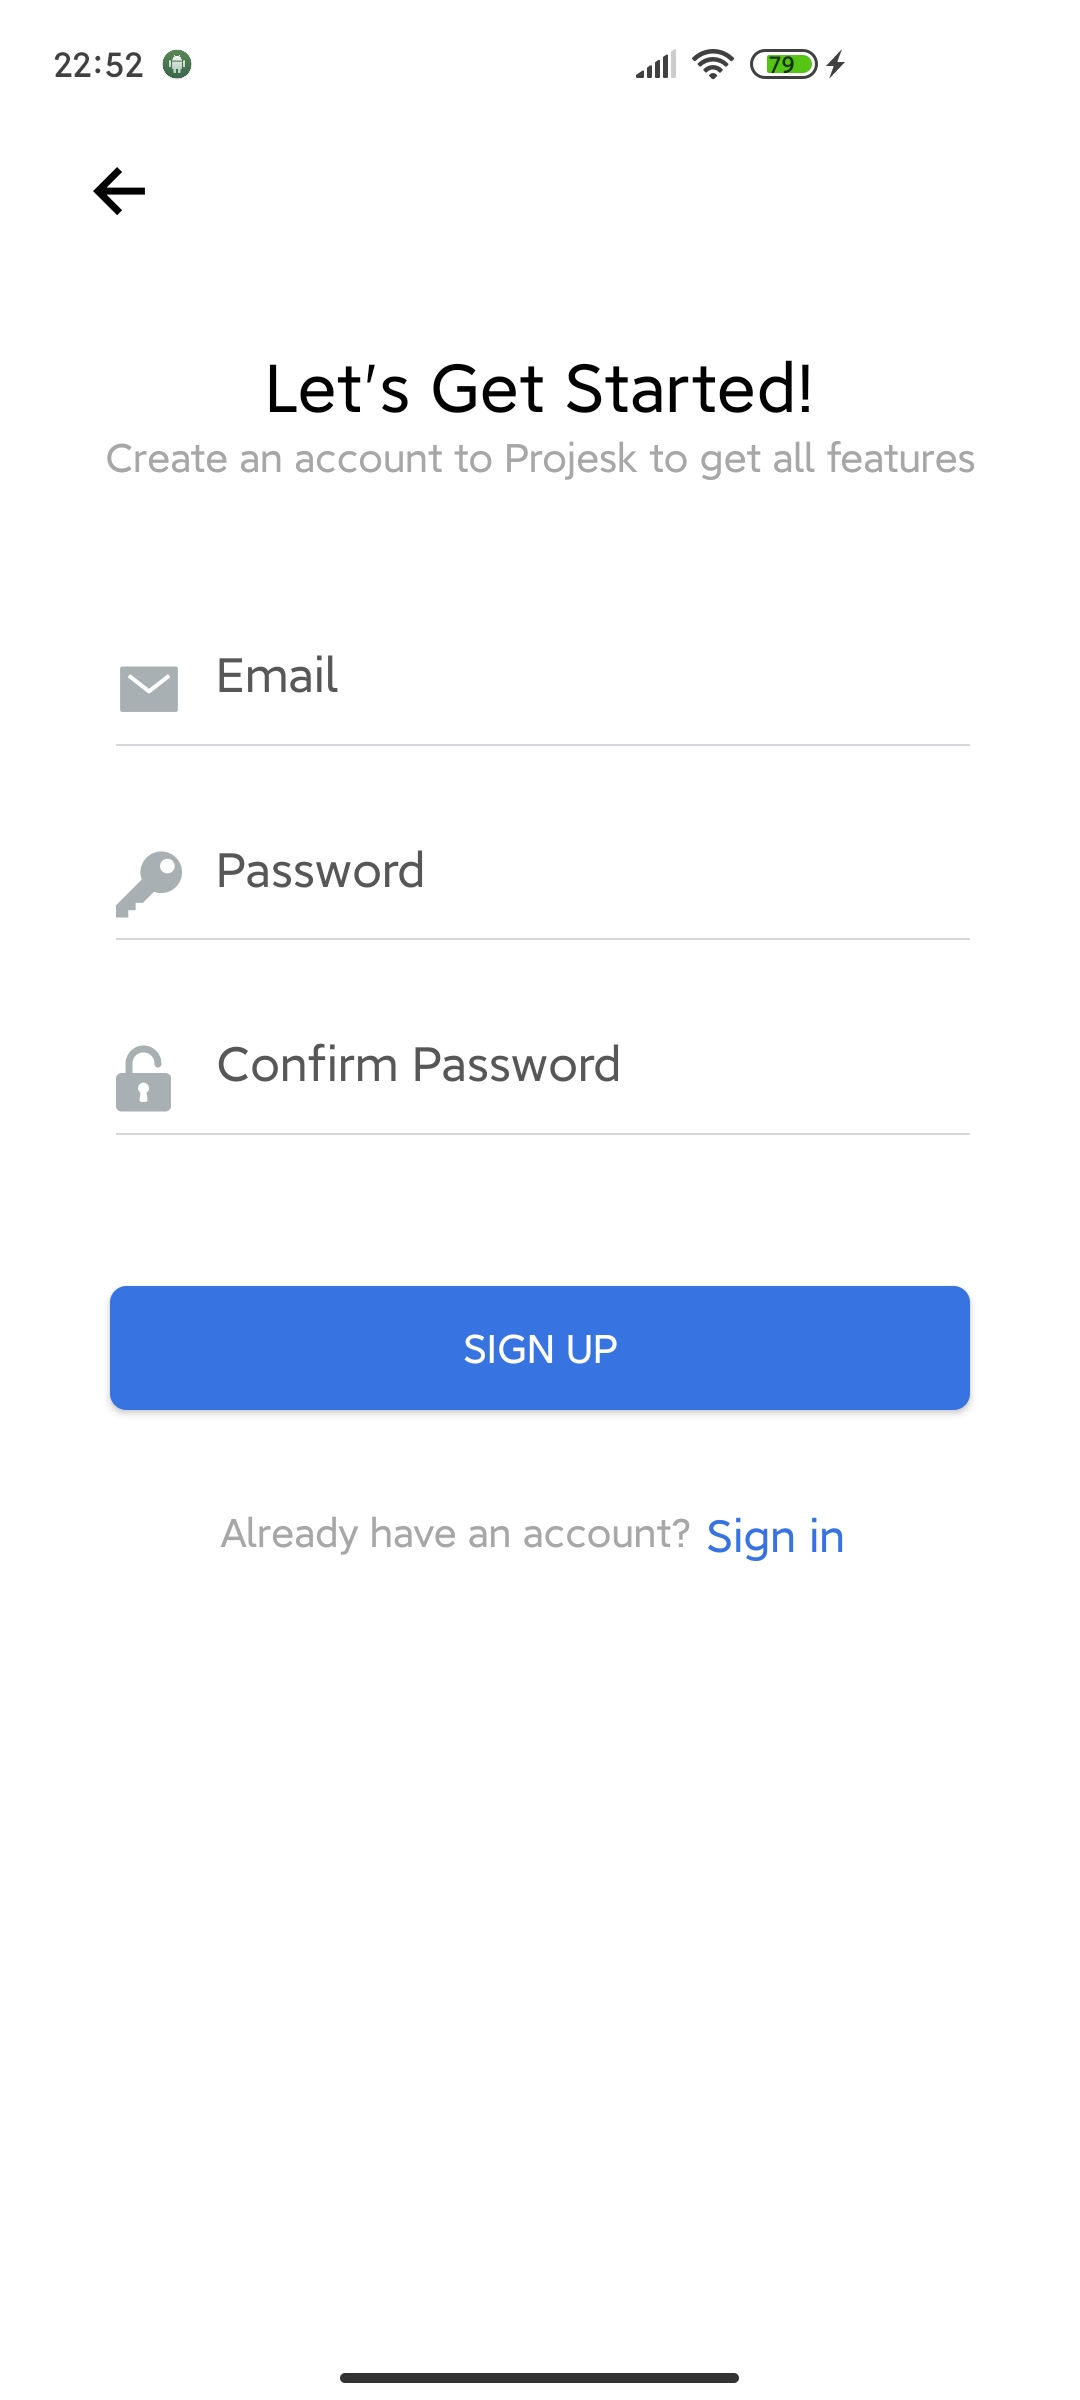 22:52
79
Let's Get Started!
Create an account to Projesk to get all features
Email
Password
Confirm Password
SIGN UP
Already have an account? Sign in